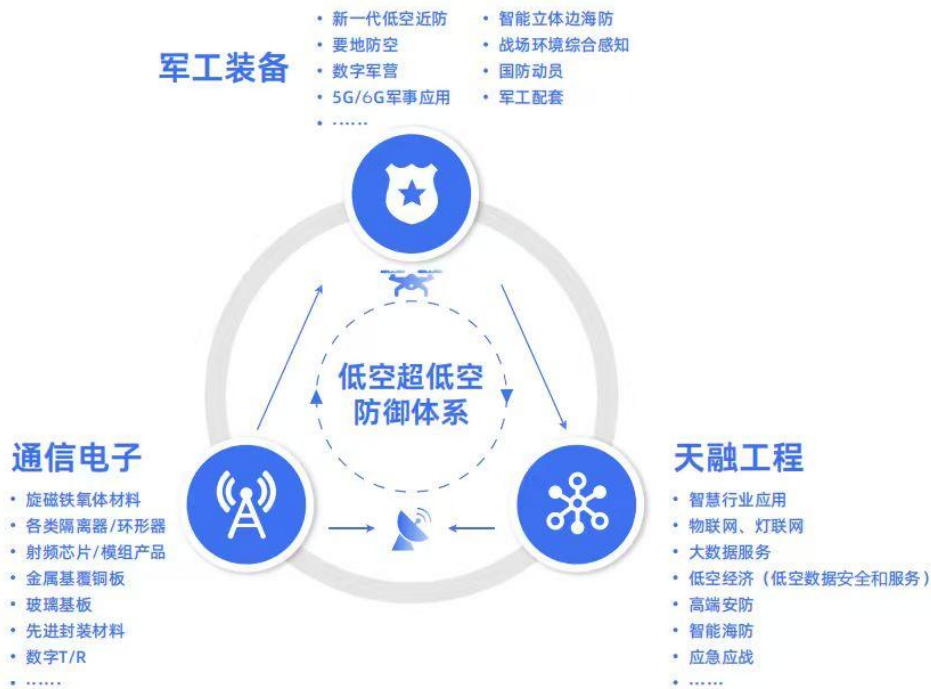 军工装备
• 新一代低空近防
• 要地防空
• 数字军营
• 5G/6G军事应用
• ······
• 智能立体边海防
• 战场环境综合感知
• 国防动员
• 军工配套
低空超低空
防御体系
通信电子
• 旋磁铁氧体材料
• 各类隔离器/环形器
• 射频芯片/模组产品
• 金属基覆铜板
• 玻璃基板
• 先进封装材料
• 数字T/R
• ······
天融工程
• 智慧行业应用
• 物联网、灯联网
• 大数据服务
• 低空经济（低空数据安全和服务）
• 高端安防
• 智能海防
• 应急应战
• ······